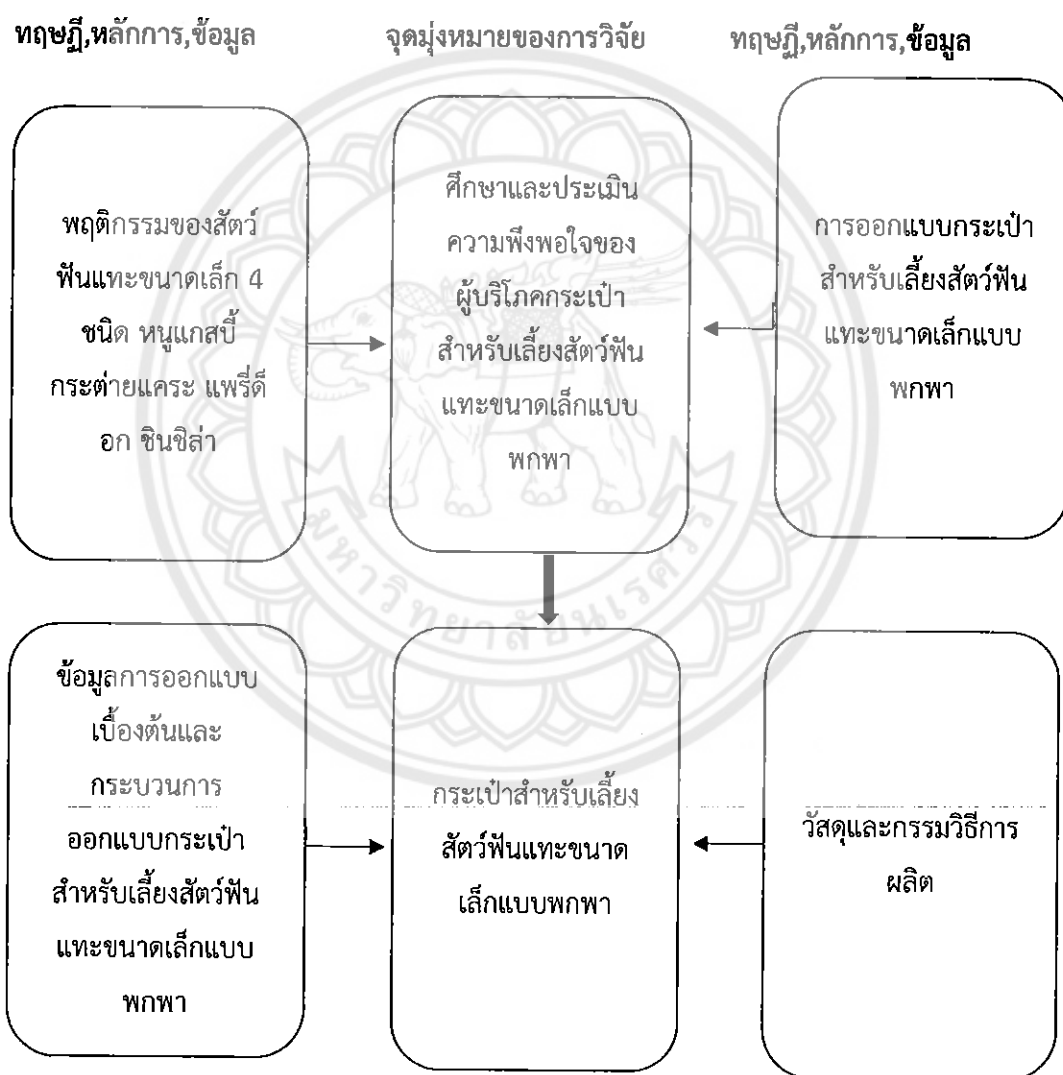 ทฤษฏี,หลักการ,ข้อมูล
จุดมุ่งหมายของการวิจัย
ทฤษฏี,หลักการ,ข้อมูล
พฤติกรรมของสัตว์
ฟันแทะขนาดเล็ก 4
ชนิด หนูแกสบี้
กระต่ายแคระ แพรี่ด็
อก ชินชิล่า
ศึกษาและประเมิน
ความพึงพอใจของ
ผู้บริโภคกระเป๋า
สำหรับเลี้ยงสัตว์ฟัน
แทะขนาดเล็กแบบ
พกพา
การออกแบบกระเป๋า
สำหรับเลี้ยงสัตว์ฟัน
แทะขนาดเล็กแบบ
พกพา
ข้อมูลการออกแบบ
เบื้องต้นและ
กระบวนการ
ออกแบบกระเป๋า
สำหรับเลี้ยงสัตว์ฟัน
แทะขนาดเล็กแบบ
พกพา
กระเป๋าสำหรับเลี้ยง
สัตว์ฟันแทะขนาด
เล็กแบบพกพา
วัสดุและกรรมวิธีการ
ผลิต
มหาวิทยาลัยนเรศวร